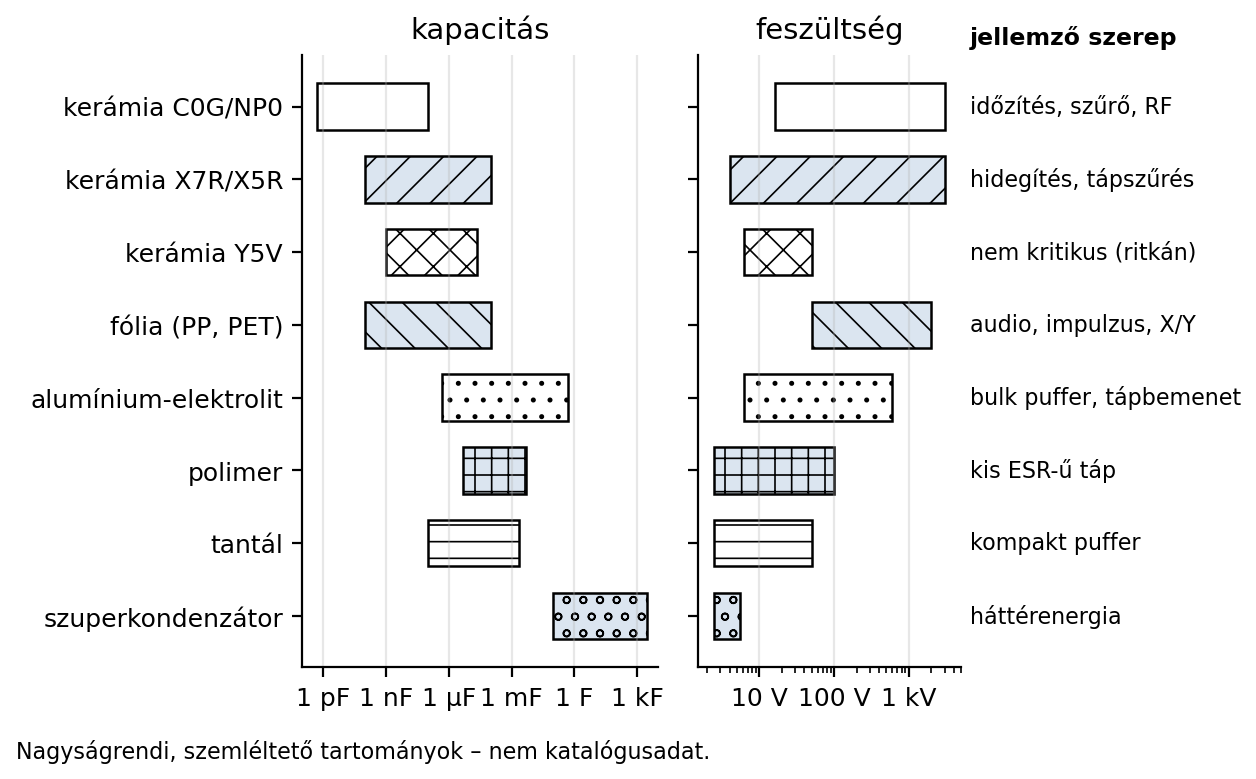 kapacitás
feszültség
jellemző szerep
kerámia C0G/NP0
időzítés, szűrő, RF
kerámia X7R/X5R
hidegítés, tápszűrés
kerámia Y5V
nem kritikus (ritkán)
fólia (PP, PET)
audio, impulzus, X/Y
alumínium-elektrolit
bulk puffer, tápbemenet
polimer
kis ESR-ű táp
tantál
kompakt puffer
szuperkondenzátor
háttérenergia
1 pF 1 nF 1 µF 1 mF 1 F 1 kF
10 V 100 V 1 kV
Nagyságrendi, szemléltető tartományok – nem katalógusadat.